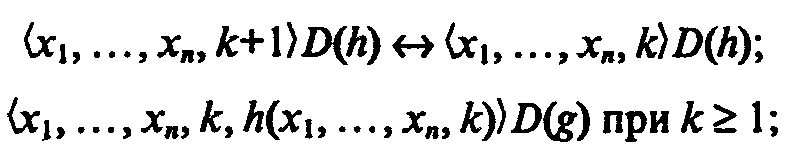 ⟨x₁, …, xₙ, k+1⟩D(h) ↔ ⟨x₁, …, xₙ, k⟩D(h);
⟨x₁, …, xₙ, k, h(x₁, …, xₙ, k)⟩D(g) при k ≥ 1;